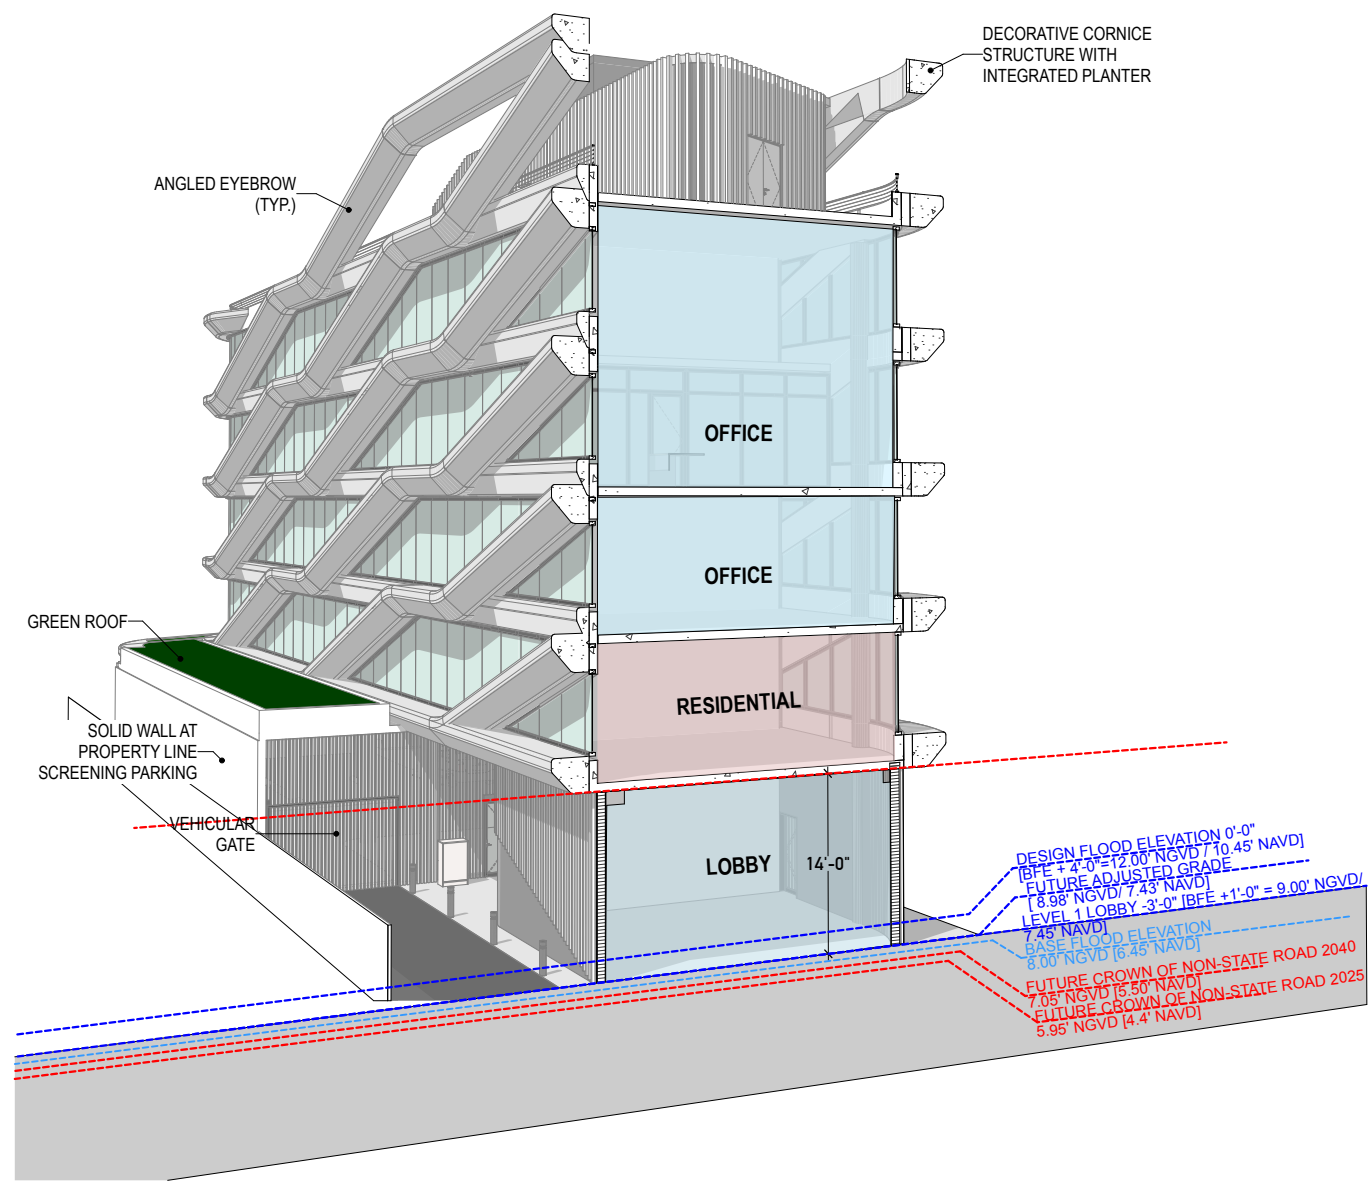 DECORATIVE CORNICE
STRUCTURE WITH
INTEGRATED PLANTER
ANGLED EYEBROW
(TYP.)
OFFICE
OFFICE
GREEN ROOF
RESIDENTIAL
SOLID WALL AT
PROPERTY LINE
SCREENING PARKING
VEHICULAR
GATE
LOBBY
14'-0"
DESIGN FLOOD ELEVATION 0'-0"
[BFE + 4'-0"=12.00' NGVD / 10.45' NAVD]
FUTURE ADJUSTED GRADE
[ 8.98' NGVD/ 7.43' NAVD]
LEVEL 1 LOBBY -3'-0" [BFE +1'-0" = 9.00' NGVD/
7.45' NAVD]
BASE FLOOD ELEVATION
8.00' NGVD [6.45' NAVD]
FUTURE CROWN OF NON-STATE ROAD 2040
7.05' NGVD [5.50' NAVD]
FUTURE CROWN OF NON-STATE ROAD 2025
5.95' NGVD [4.4' NAVD]